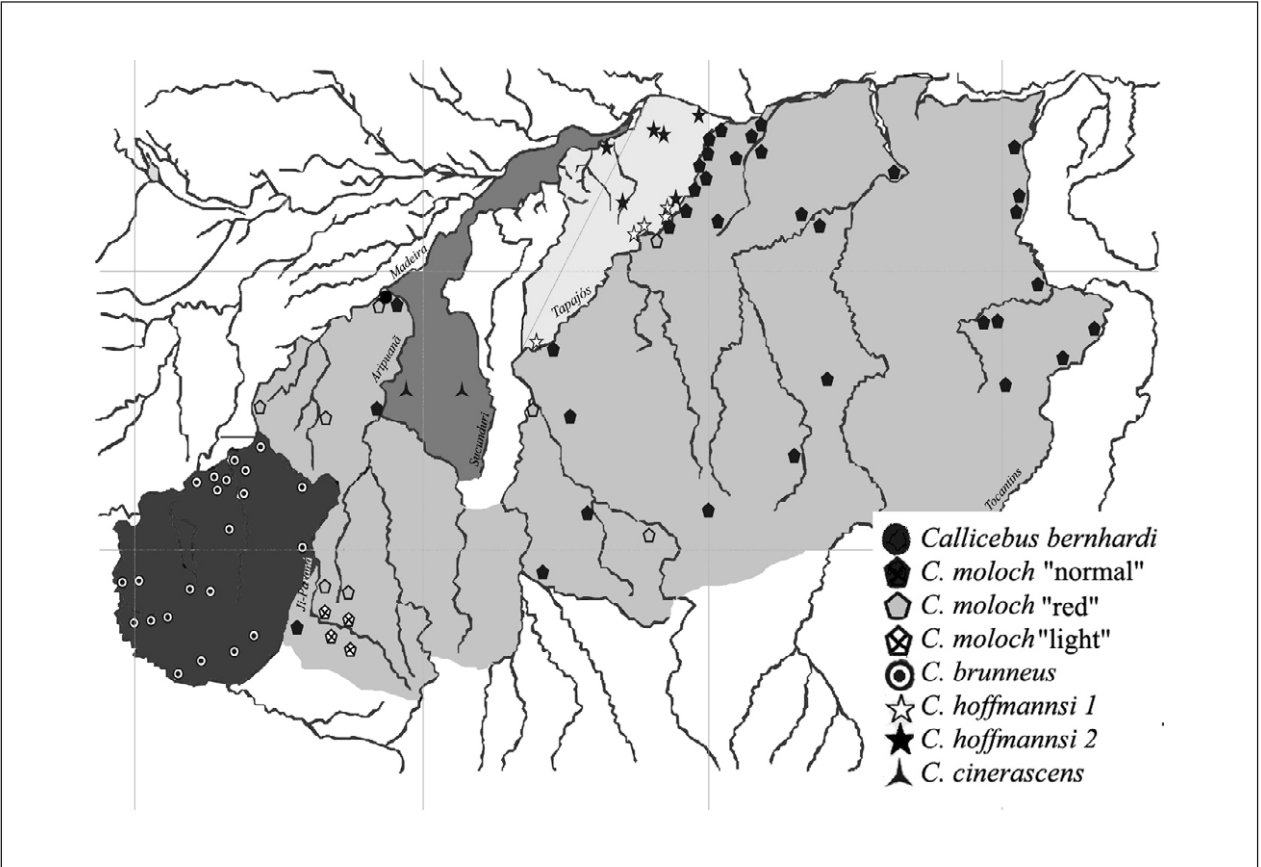 Madeira
Aripuanã
Sucunduri
Tapajós
Ji-Paraná
Tocantins
Callicebus bernhardi
C. moloch "normal"
C. moloch "red"
C. moloch "light"
C. brunneus
C. hoffmannsi 1
C. hoffmannsi 2
C. cinerascens